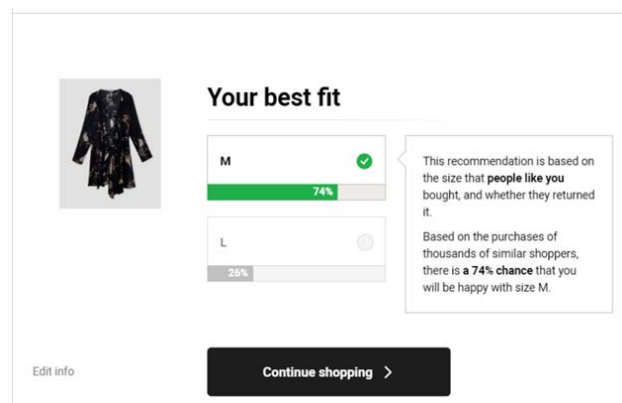 Your best fit
M
74%
L
26%
This recommendation is based on
the size that people like you
bought, and whether they returned
it.
Based on the purchases of
thousands of similar shoppers,
there is a 74% chance that you
will be happy with size M.
Edit info
Continue shopping